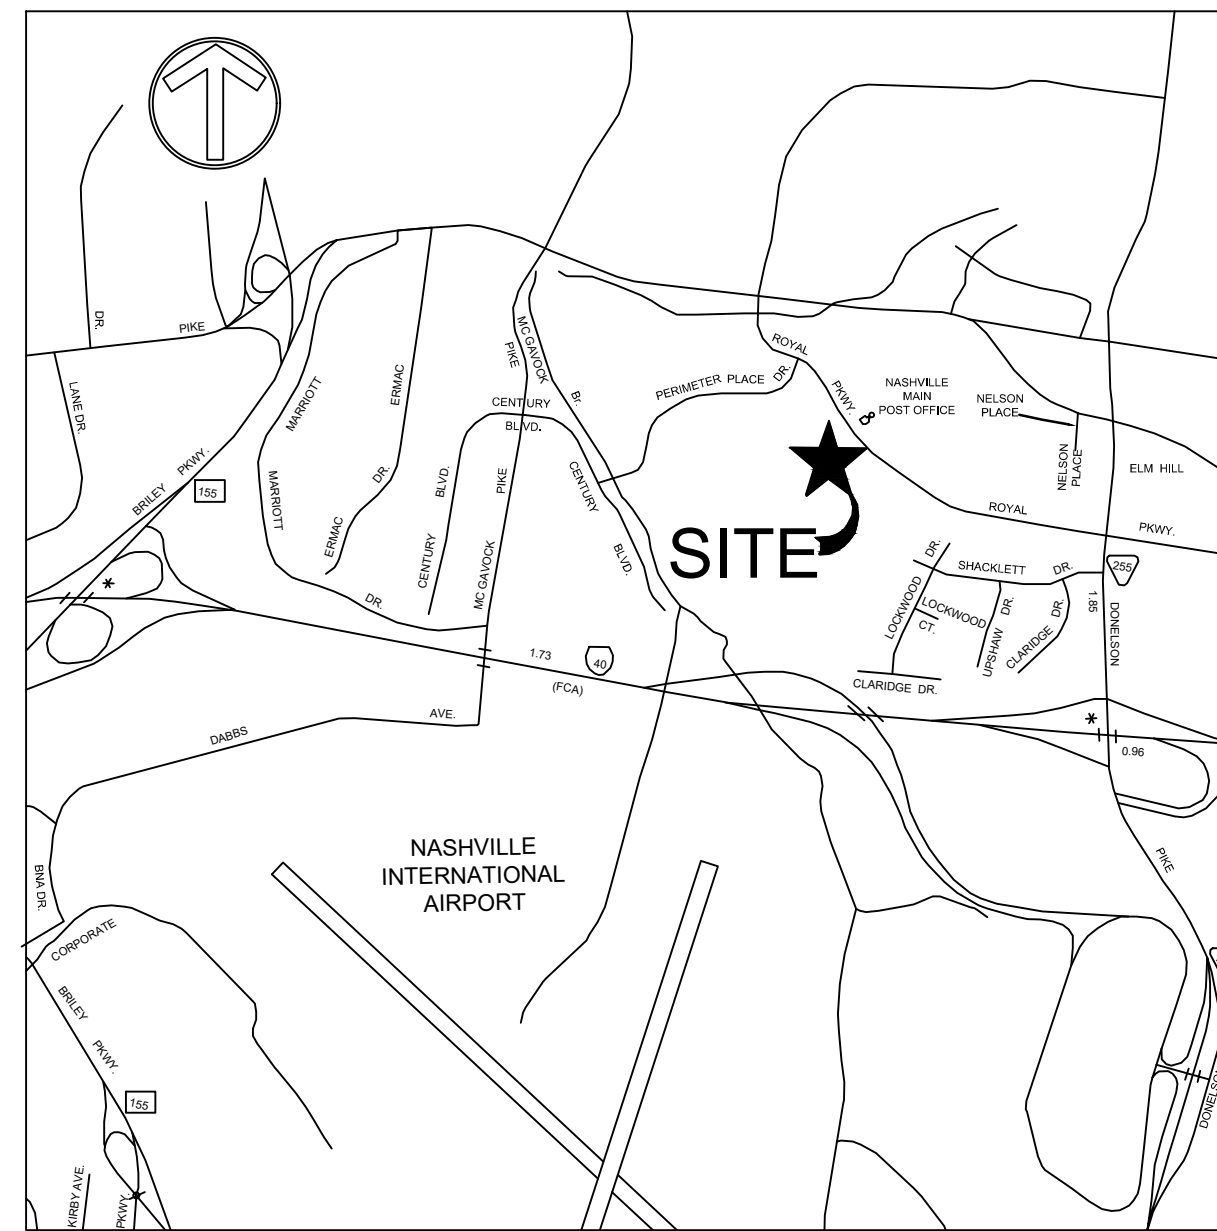 DR.
PIKE
LANE DR.
BRILEY
PKWY.
155
MARRIOTT
MARRIOTT
DR.
ERMAC
DR.
ERMAC
CENTURY
BLVD.
CENTURY
BLVD.
MC GAVOCK
PIKE
MC GAVOCK
PIKE
Br.
CENTURY
BLVD.
PERIMETER PLACE
DR.
ROYAL
PKWY.
NASHVILLE
MAIN
POST OFFICE
NELSON
PLACE
NELSON
PLACE
ELM HILL
ROYAL
PKWY.
SITE
LOCKWOOD
DR.
SHACKLETT
DR.
255
LOCKWOOD
CT.
UPSHAW
DR.
CLARIDGE
DR.
CLARIDGE DR.
1.85
DONELSON
*
1.73
40
(FCA)
*
0.96
DABBS
AVE.
NASHVILLE
INTERNATIONAL
AIRPORT
PIKE
BNA DR.
CORPORATE
BRILEY
PKWY.
155
KIRBY AVE.
PKWY.
DONELSON